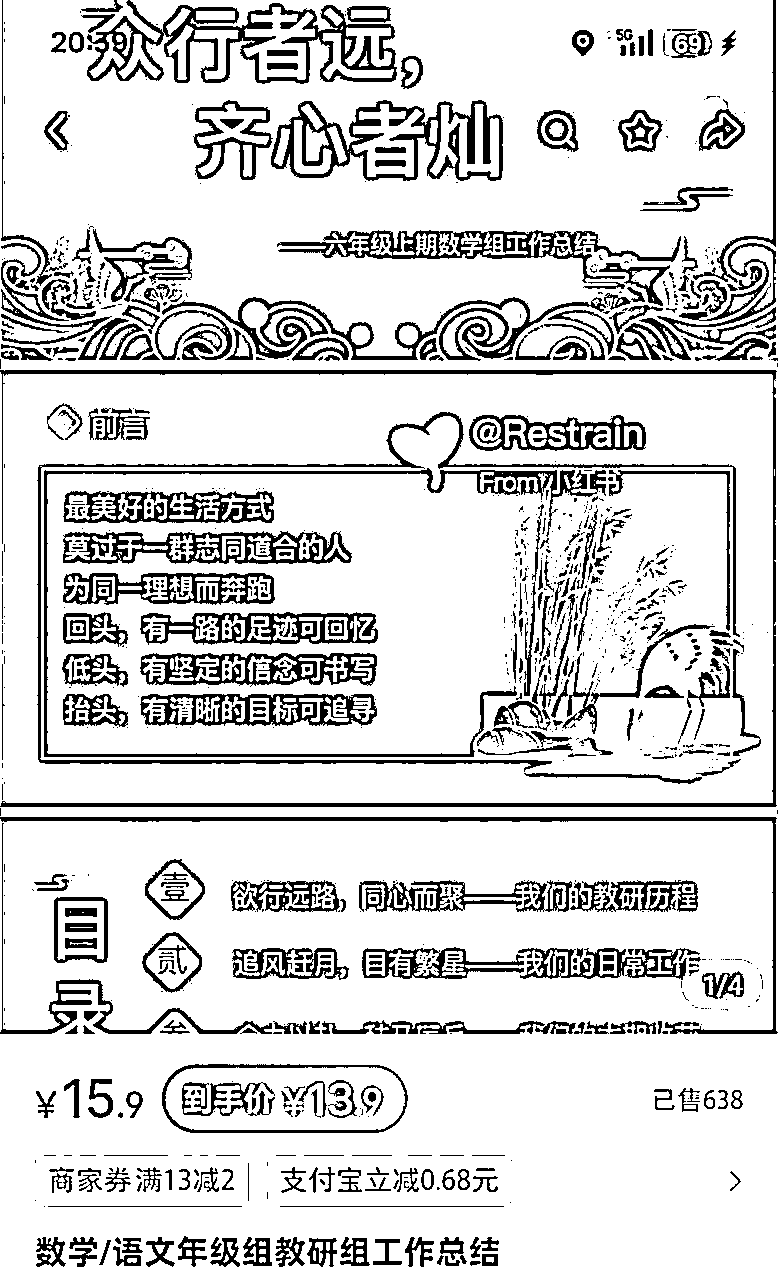 20:59
5G
69
众行者远，
齐心者灿
——六年级上期数学组工作总结
前言
@Restrain
From 小红书
最美好的生活方式
莫过于一群志同道合的人
为同一理想而奔跑
回头，有一路的足迹可回忆
低头，有坚定的信念可书写
抬头，有清晰的目标可追寻
目录
壹
欲行远路，同心而聚——我们的教研历程
贰
追风赶月，目有繁星——我们的日常工作
叁
1/4
¥15.9
到手价 ¥13.9
已售638
商家券满13减2
支付宝立减0.68元
数学/语文年级组教研组工作总结